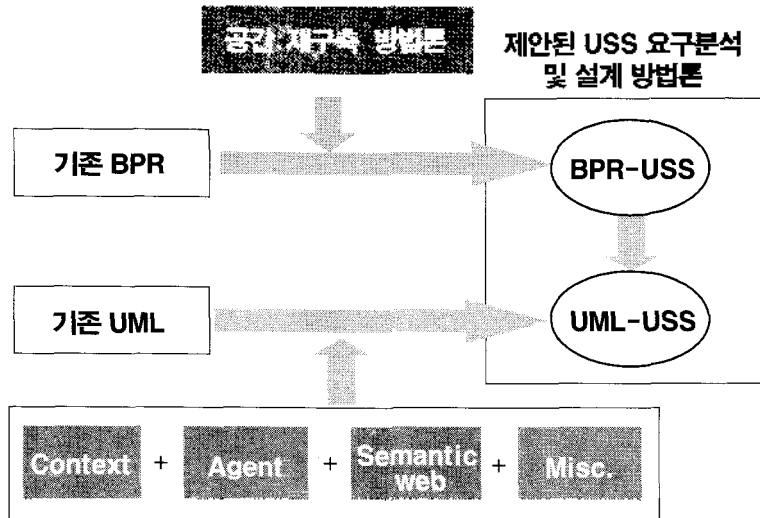 공간 재구축 방법론
제안된 USS 요구분석
및 설계 방법론
기존 BPR
BPR-USS
기존 UML
UML-USS
Context + Agent + Semantic web + Misc.